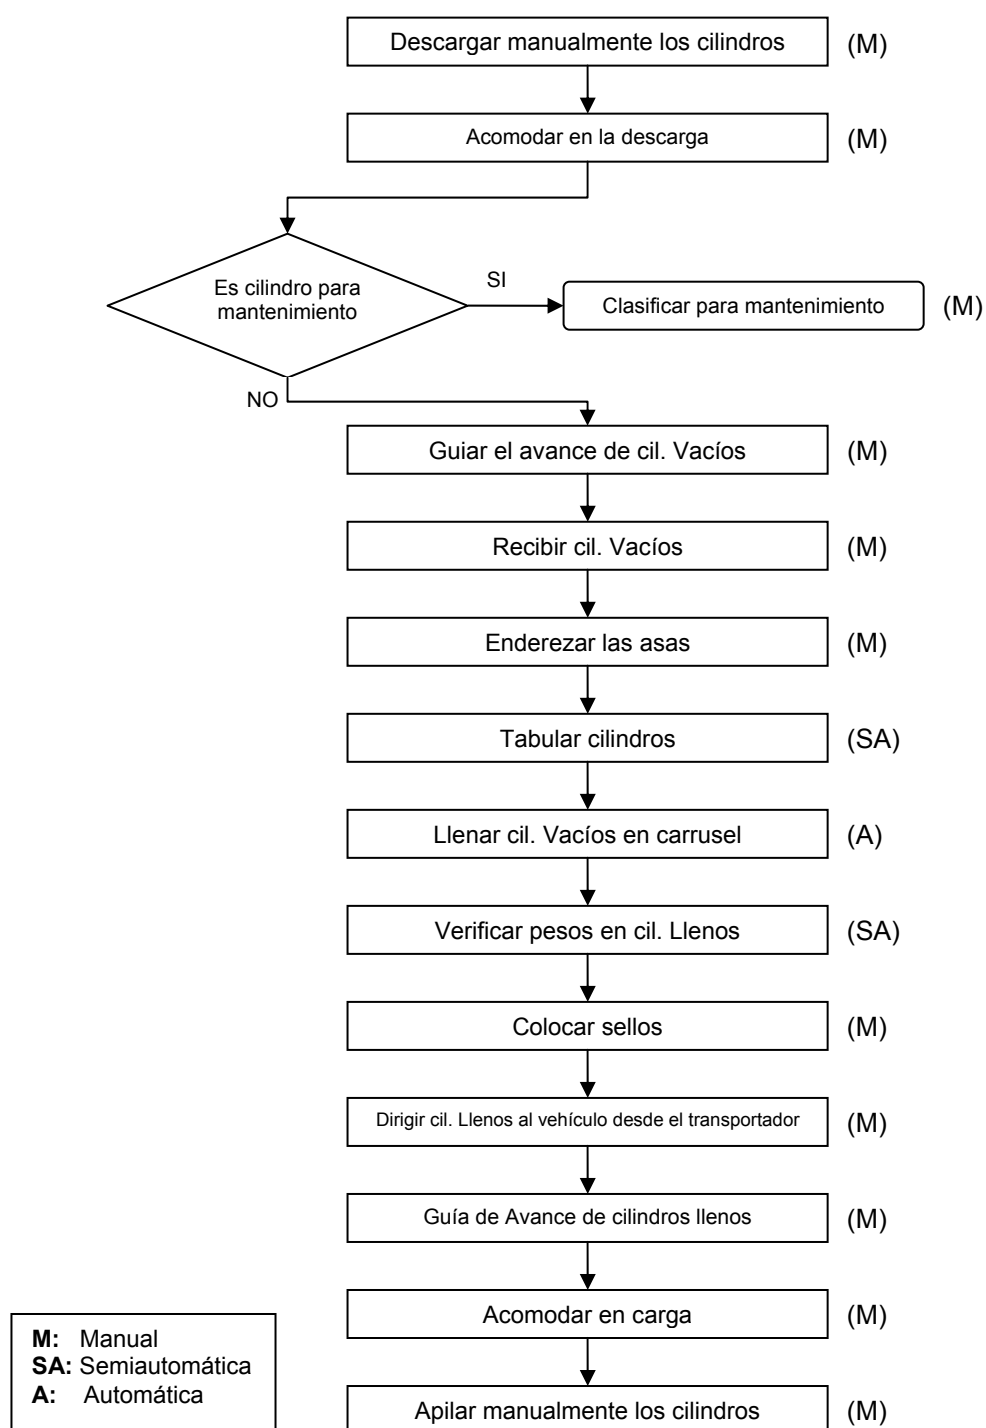 Descargar manualmente los cilindros (M)
Acomodar en la descarga (M)
Es cilindro para
mantenimiento
SI
Clasificar para mantenimiento (M)
NO
Guiar el avance de cil. Vacíos (M)
Recibir cil. Vacíos (M)
Enderezar las asas (M)
Tabular cilindros (SA)
Llenar cil. Vacíos en carrusel (A)
Verificar pesos en cil. Llenos (SA)
Colocar sellos (M)
Dirigir cil. Llenos al vehículo desde el transportador (M)
Guía de Avance de cilindros llenos (M)
Acomodar en carga (M)
Apilar manualmente los cilindros (M)
M: Manual
SA: Semiautomática
A: Automática